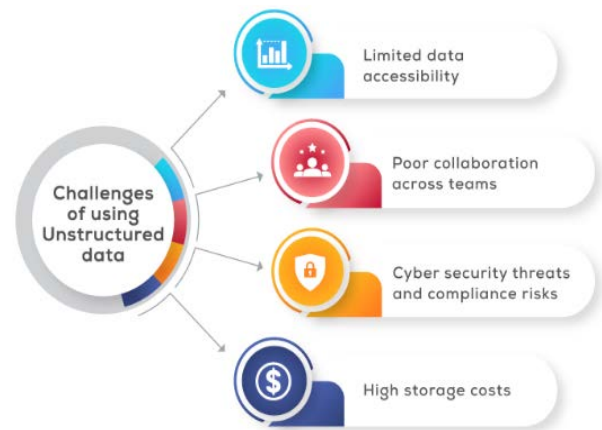 Challenges
of using
Unstructured
data
Limited data
accessibility
Poor collaboration
across teams
Cyber security threats
and compliance risks
$
High storage costs